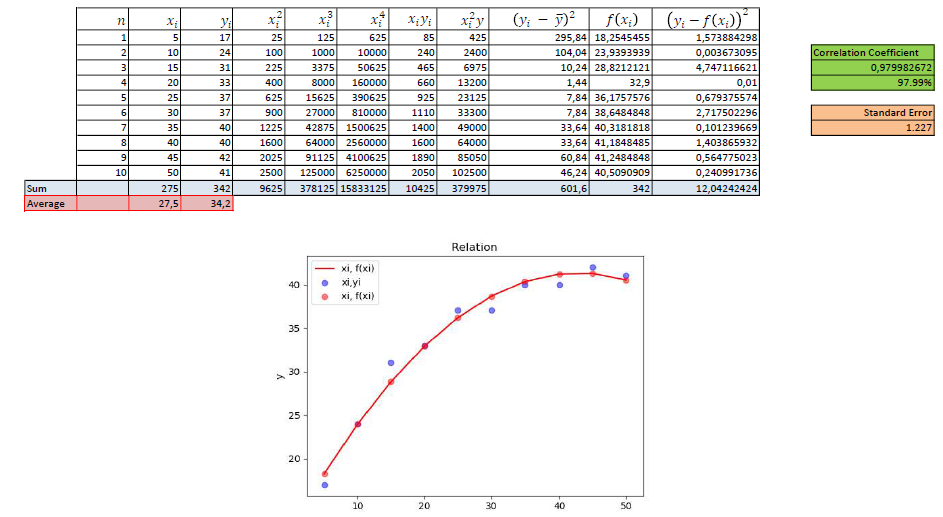 n xᵢ yᵢ xᵢ² xᵢ³ xᵢ⁴ xᵢyᵢ xᵢ²y (yᵢ − ȳ)² f(xᵢ) (yᵢ − f(xᵢ))²
1 5 17 25 125 625 85 425 295,84 18,2545455 1,573884298
2 10 24 100 1000 10000 240 2400 104,04 23,9393939 0,003673095
3 15 31 225 3375 50625 465 6975 10,24 28,8212121 4,747116621
4 20 33 400 8000 160000 660 13200 1,44 32,9 0,01
5 25 37 625 15625 390625 925 23125 7,84 36,1757576 0,679375574
6 30 37 900 27000 810000 1110 33300 7,84 38,6484848 2,717502699
7 35 40 1225 42875 1500625 1400 49000 33,64 40,3181818 0,101239669
8 40 40 1600 64000 2560000 1600 64000 33,64 41,1848485 1,403865932
9 45 42 2025 91125 4100625 1890 85050 60,84 41,2484848 0,564775023
10 50 41 2500 125000 6250000 2050 102500 46,24 40,5090909 0,240991736
Sum 275 342 9625 378125 15833125 10425 379975 601,6 342 12,04242424
Average 27,5 34,2
Correlation Coefficient
0,979982672
97.99%
Standard Error
1.227
Relation
xi, f(xi)
xi,yi
xi, f(xi)
y
40
35
30
25
20
10 20 30 40 50